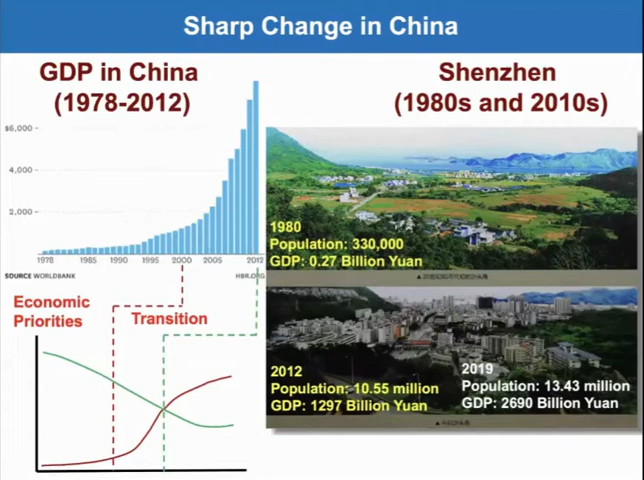 Sharp Change in China
GDP in China
(1978-2012)
$6,000
4,000
2,000
1978 1985 1990 1995 2000 2005 2012
SOURCE WORLDBANK
HBR.ORG
Shenzhen
(1980s and 2010s)
1980
Population: 330,000
GDP: 0.27 Billion Yuan
2012
Population: 10.55 million
GDP: 1297 Billion Yuan
2019
Population: 13.43 million
GDP: 2690 Billion Yuan
Economic
Priorities
Transition